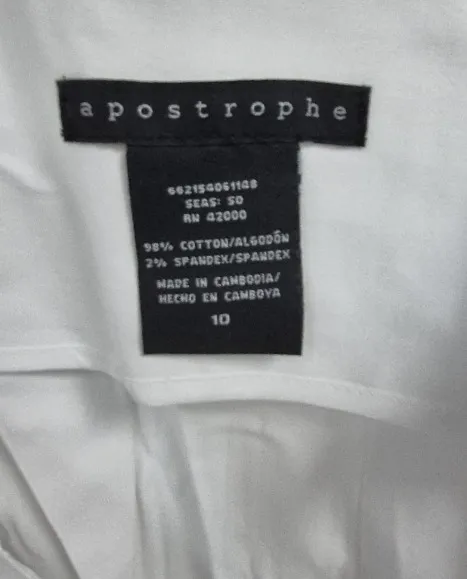 apostrophe
662154061148
SEAS: SO
RN 42000
98% COTTON/ALGODÓN
2% SPANDEX/SPANDEX
MADE IN CAMBODIA/
HECHO EN CAMBOYA
10